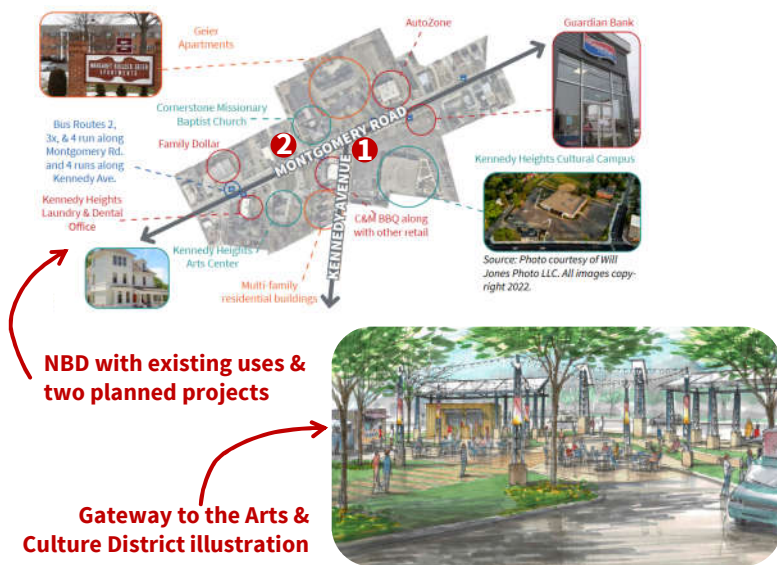 Geier
Apartments
AutoZone
Guardian Bank
MARGARET RUSSELL GEIER
APARTMENTS
Cornerstone Missionary
Baptist Church
Bus Routes 2,
3x, & 4 run along
Montgomery Rd.
and 4 runs along
Kennedy Ave.
Family Dollar
2
MONTGOMERY ROAD
1
KENNEDY AVENUE
Kennedy Heights Cultural Campus
Kennedy Heights
Laundry & Dental
Office
C&M BBQ along
with other retail
Kennedy Heights
Arts Center
Multi-family
residential buildings
Source: Photo courtesy of Will
Jones Photo LLC. All images copy-
right 2022.
NBD with existing uses &
two planned projects
Gateway to the Arts &
Culture District illustration